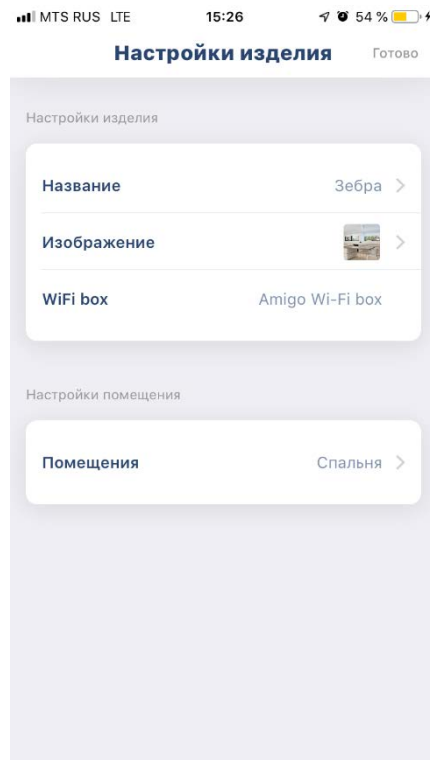 MTS RUS LTE 15:26 54 %
Настройки изделия Готово
Настройки изделия
Название Зебра
Изображение
WiFi box Amigo Wi-Fi box
Настройки помещения
Помещения Спальня